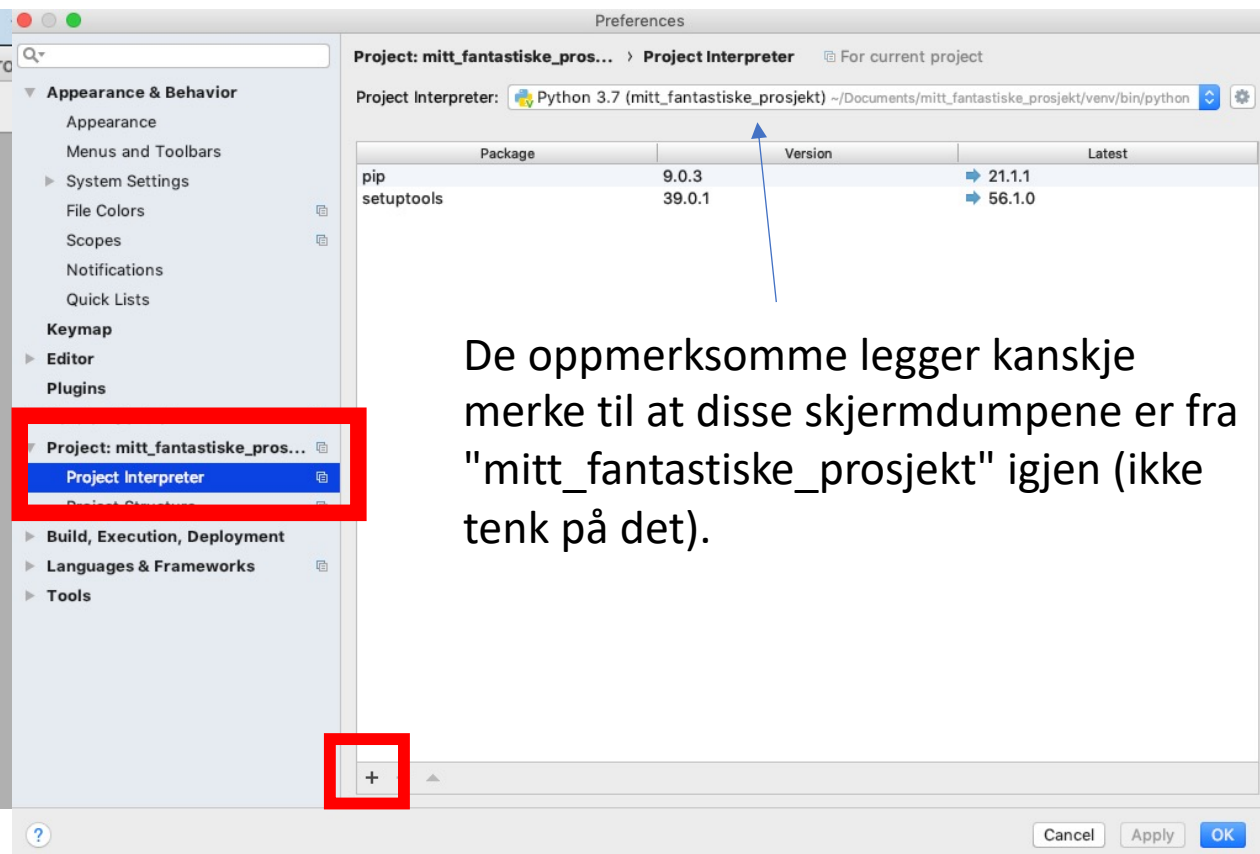 Preferences
Project: mitt_fantastiske_pros... › Project Interpreter For current project
Project Interpreter: Python 3.7 (mitt_fantastiske_prosjekt) ~/Documents/mitt_fantastiske_prosjekt/venv/bin/python
Appearance & Behavior
Appearance
Menus and Toolbars
System Settings
File Colors
Scopes
Notifications
Quick Lists
Keymap
Editor
Plugins
Project: mitt_fantastiske_pros...
Project Interpreter
Build, Execution, Deployment
Languages & Frameworks
Tools
Package Version Latest
pip 9.0.3 21.1.1
setuptools 39.0.1 56.1.0
De oppmerksomme legger kanskje
merke til at disse skjermdumpene er fra
"mitt_fantastiske_prosjekt" igjen (ikke
tenk på det).
+
?
Cancel Apply OK